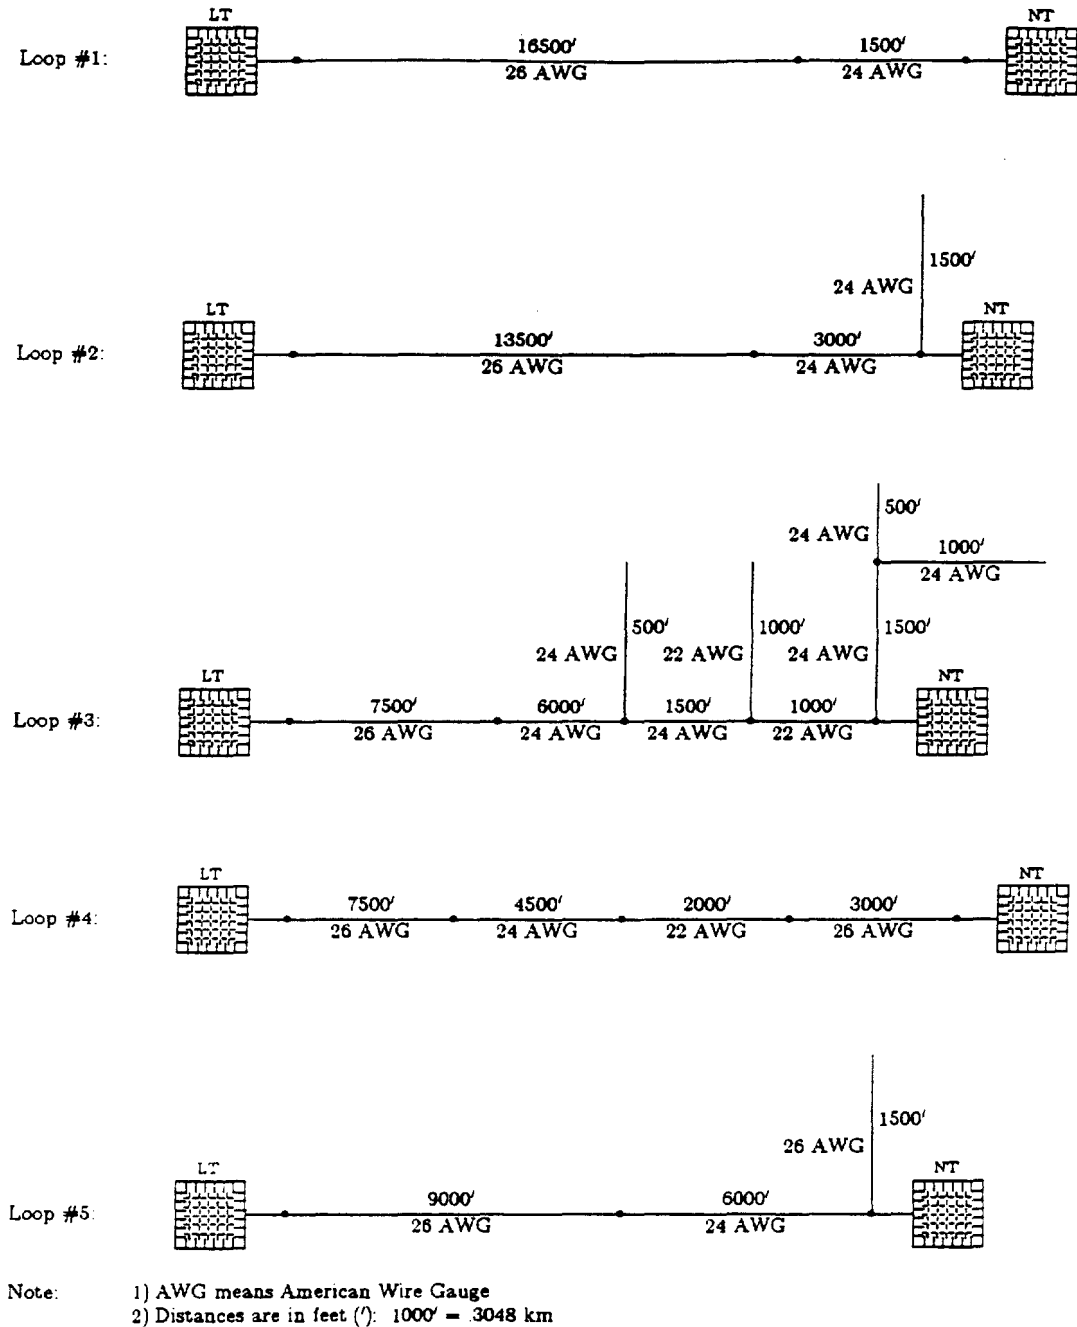 LT NT
Loop #1:
16500' 1500'
26 AWG 24 AWG
1500'
24 AWG
LT NT
Loop #2:
13500' 3000'
26 AWG 24 AWG
500'
24 AWG
1000'
24 AWG
500' 1000' 1500'
24 AWG 22 AWG 24 AWG
LT NT
Loop #3:
7500' 6000' 1500' 1000'
26 AWG 24 AWG 24 AWG 22 AWG
LT NT
Loop #4:
7500' 4500' 2000' 3000'
26 AWG 24 AWG 22 AWG 26 AWG
1500'
26 AWG
LT NT
Loop #5:
9000' 6000'
26 AWG 24 AWG
Note: 1) AWG means American Wire Gauge
2) Distances are in feet ('): 1000' = .3048 km